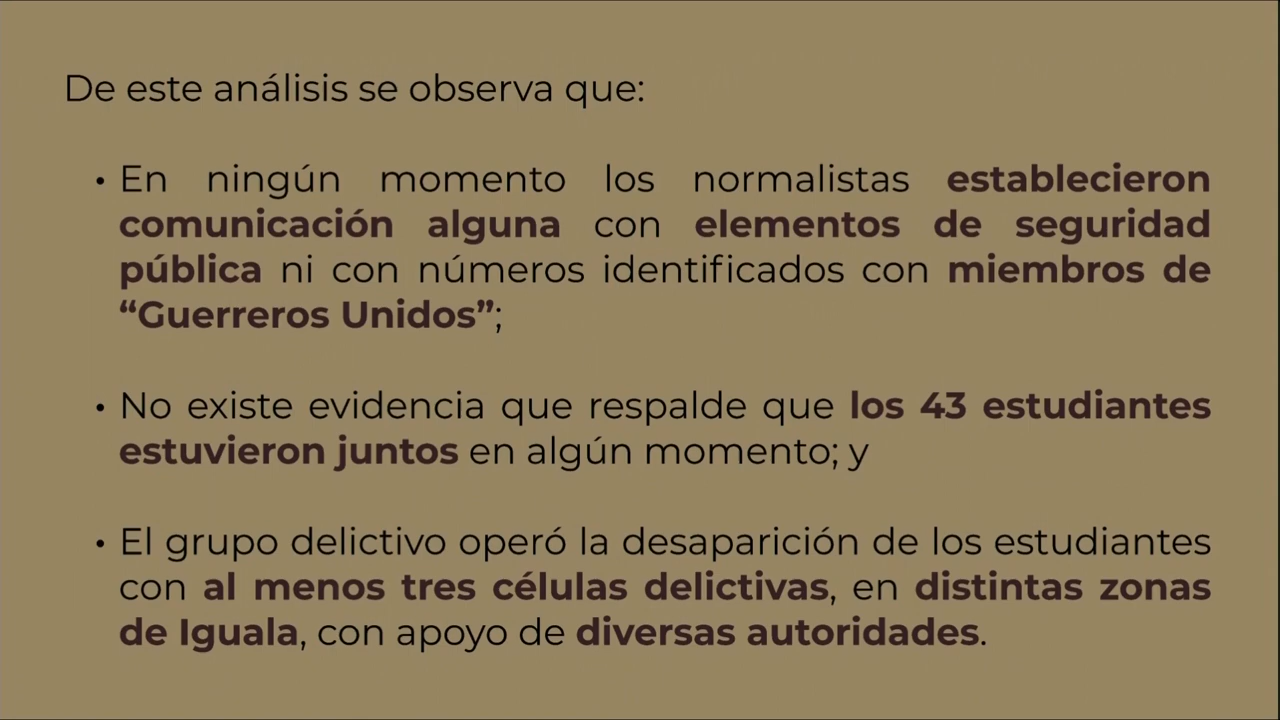 De este análisis se observa que:
• En ningún momento los normalistas establecieron
comunicación alguna con elementos de seguridad
pública ni con números identificados con miembros de
“Guerreros Unidos”;
• No existe evidencia que respalde que los 43 estudiantes
estuvieron juntos en algún momento; y
• El grupo delictivo operó la desaparición de los estudiantes
con al menos tres células delictivas, en distintas zonas
de Iguala, con apoyo de diversas autoridades.